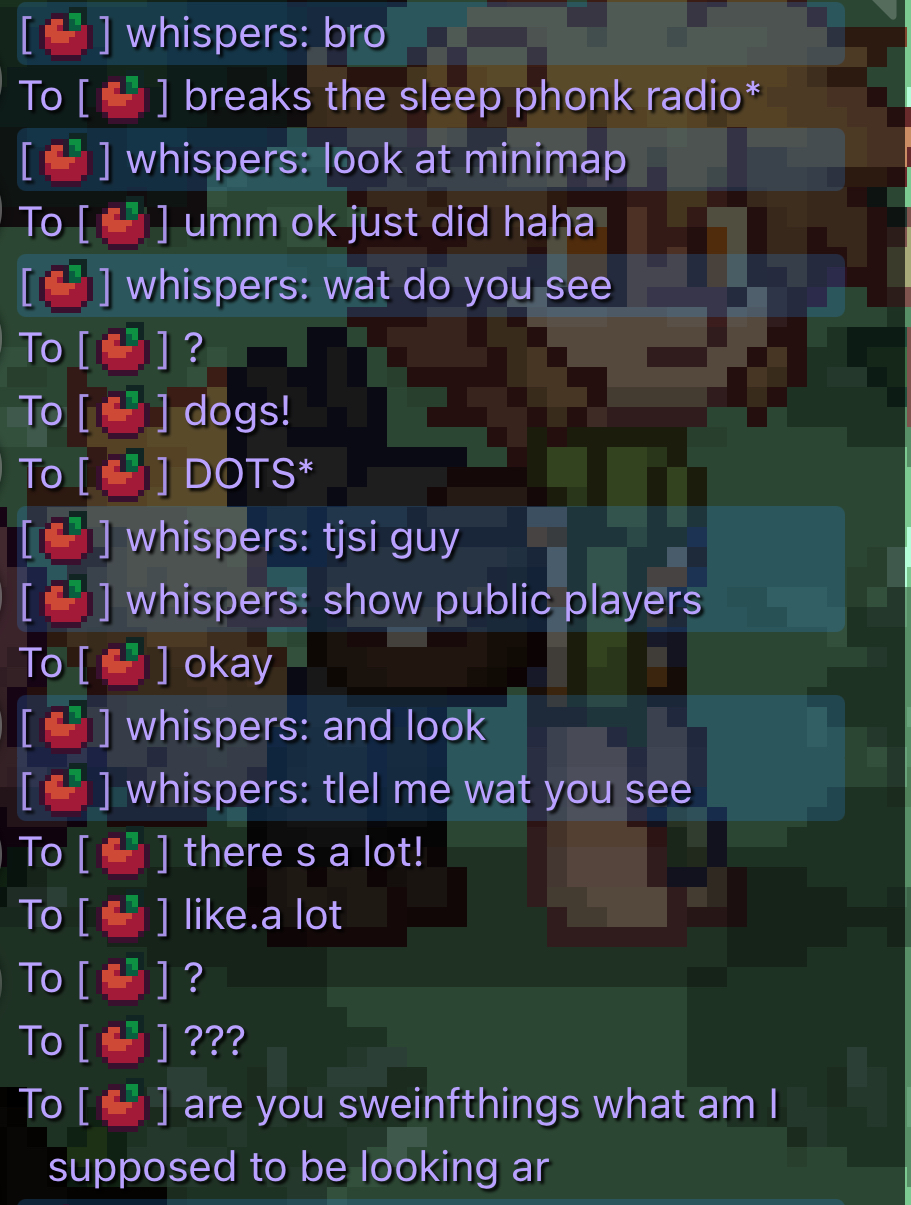 [ ] whispers: bro
To [ ] breaks the sleep phonk radio*
[ ] whispers: look at minimap
To [ ] umm ok just did haha
[ ] whispers: wat do you see
To [ ] ?
To [ ] dogs!
To [ ] DOTS*
[ ] whispers: tjsi guy
[ ] whispers: show public players
To [ ] okay
[ ] whispers: and look
[ ] whispers: tlel me wat you see
To [ ] there s a lot!
To [ ] like.a lot
To [ ] ?
To [ ] ???
To [ ] are you sweinfthings what am I
supposed to be looking ar